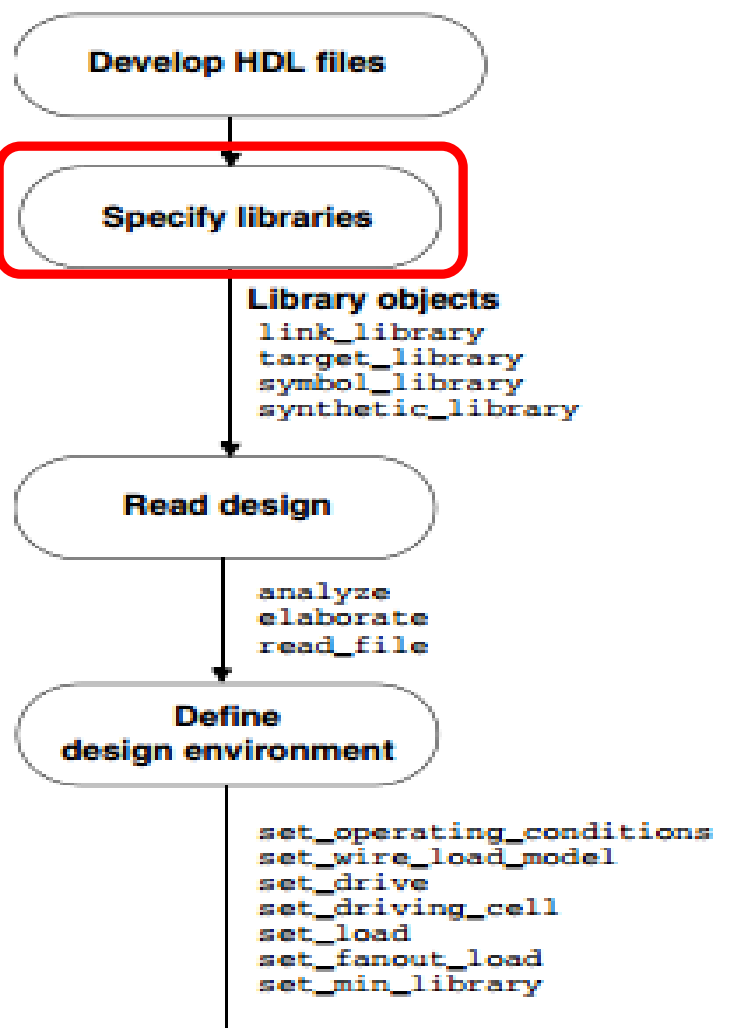 Develop HDL files
Specify libraries
Library objects
link_library
target_library
symbol_library
synthetic_library
Read design
analyze
elaborate
read_file
Define
design environment
set_operating_conditions
set_wire_load_model
set_drive
set_driving_cell
set_load
set_fanout_load
set_min_library